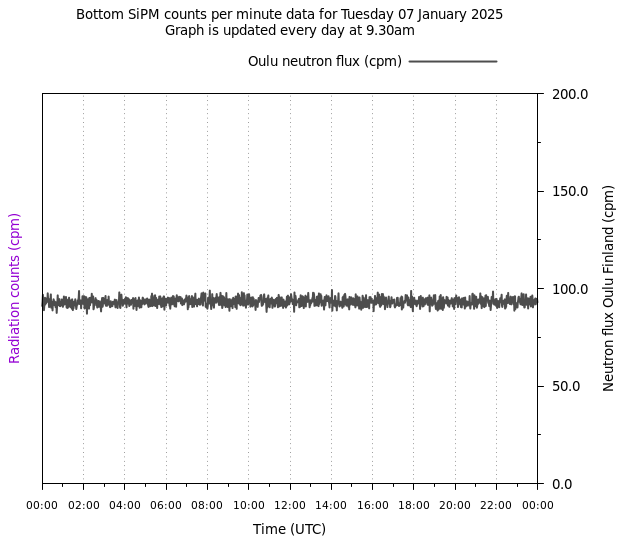 Bottom SiPM counts per minute data for Tuesday 07 January 2025
Graph is updated every day at 9.30am
Oulu neutron flux (cpm)
200.0
150.0
100.0
50.0
0.0
Radiation counts (cpm)
Neutron flux Oulu Finland (cpm)
00:00 02:00 04:00 06:00 08:00 10:00 12:00 14:00 16:00 18:00 20:00 22:00 00:00
Time (UTC)